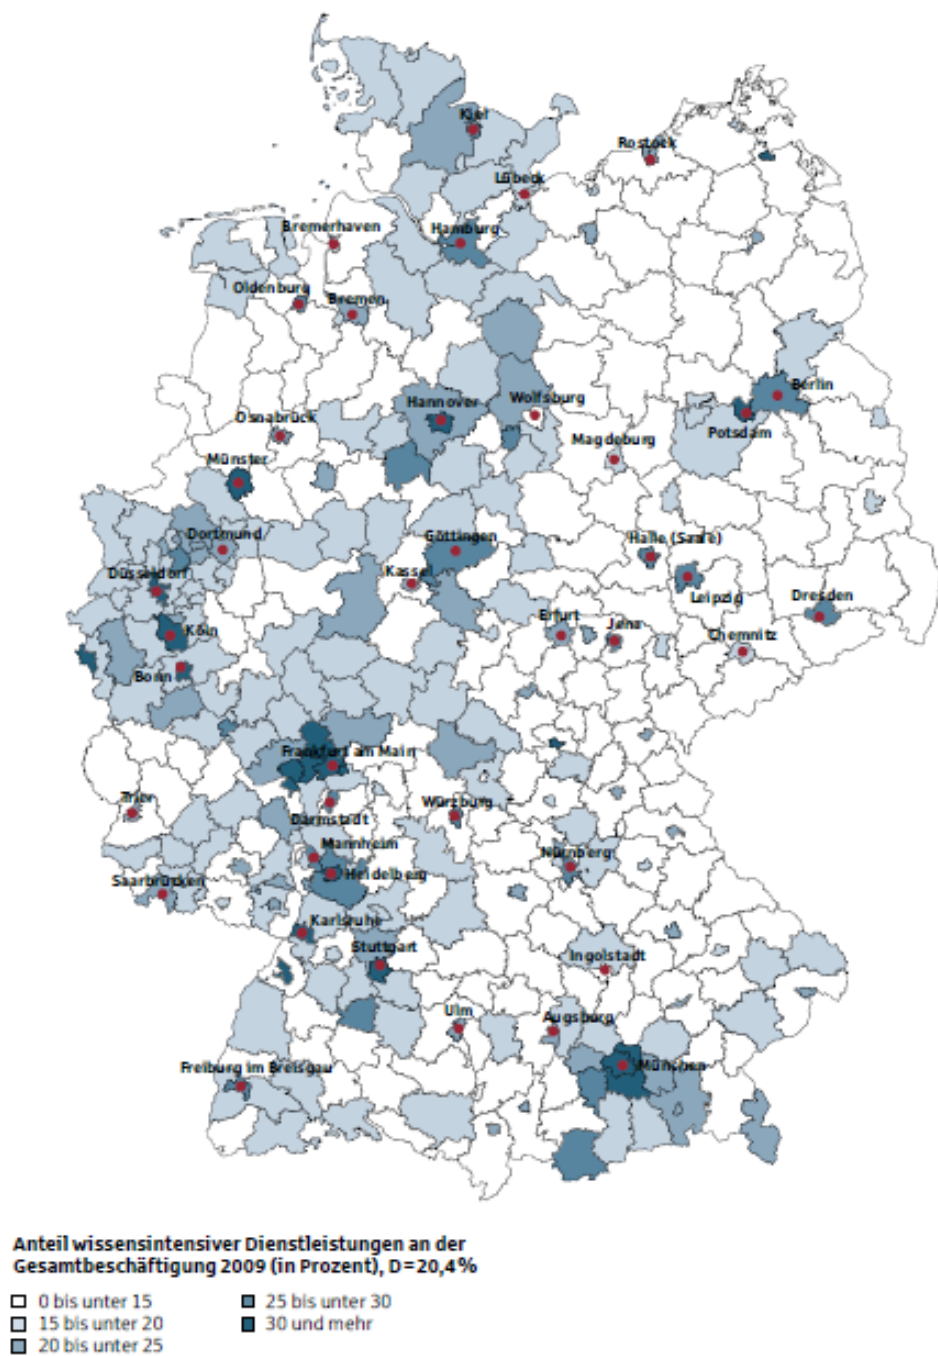 Kiel
Rostock
Lübeck
Bremerhaven
Hamburg
Oldenburg
Bremen
Berlin
Wolfsburg
Hannover
Osnabrück
Potsdam
Magdeburg
Münster
Dortmund
Göttingen
Halle (Saale)
Düsseldorf
Kassel
Leipzig
Dresden
Erfurt
Jena
Köln
Chemnitz
Bonn
Frankfurt am Main
Trier
Würzburg
Darmstadt
Mannheim
Nürnberg
Heidelberg
Saarbrücken
Karlsruhe
Stuttgart
Ingolstadt
Ulm
Augsburg
Freiburg im Breisgau
München
Anteil wissensintensiver Dienstleistungen an der
Gesamtbeschäftigung 2009 (in Prozent), D=20,4%
0 bis unter 15
25 bis unter 30
15 bis unter 20
30 und mehr
20 bis unter 25